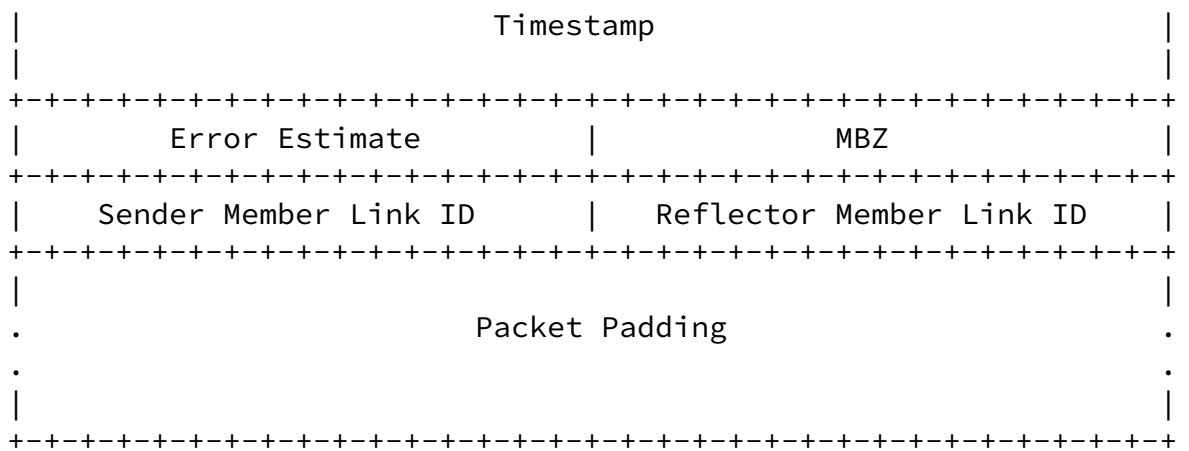 |                           Timestamp                           |
|                                                               |
+-+-+-+-+-+-+-+-+-+-+-+-+-+-+-+-+-+-+-+-+-+-+-+-+-+-+-+-+-+-+-+-+
|        Error Estimate         |              MBZ              |
+-+-+-+-+-+-+-+-+-+-+-+-+-+-+-+-+-+-+-+-+-+-+-+-+-+-+-+-+-+-+-+-+
|    Sender Member Link ID      |   Reflector Member Link ID    |
+-+-+-+-+-+-+-+-+-+-+-+-+-+-+-+-+-+-+-+-+-+-+-+-+-+-+-+-+-+-+-+-+
|                                                               |
.                         Packet Padding                        .
.                                                               .
|                                                               |
+-+-+-+-+-+-+-+-+-+-+-+-+-+-+-+-+-+-+-+-+-+-+-+-+-+-+-+-+-+-+-+-+